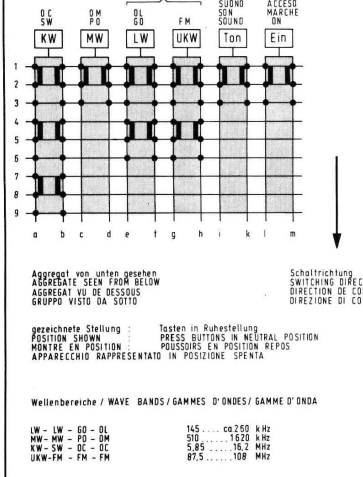 SUONO ACCESO
OC OM OL SON MARCHE
SW PO GO FM SOUND ON
KW MW LW UKW Ton Ein
1
2
3
4
5
6
7
8
9
a b c d e f g h i k l m
Aggregat von unten gesehen Schaltrichtung
AGGREGATE SEEN FROM BELOW SWITCHING DIREC
AGGREGAT VU DE DESSOUS DIRECTION DE CO
GRUPPO VISTO DA SOTTO DIREZIONE DI CO
gezeichnete Stellung : Tasten in Ruhestellung
POSITION SHOWN : PRESS BUTTONS IN NEUTRAL POSITION
MONTRE EN POSITION : POUSSOIRS EN POSITION REPOS
APPARECCHIO RAPPRESENTATO IN POSIZIONE SPENTA
Wellenbereiche / WAVE BANDS / GAMMES D'ONDES / GAMME D'ONDA
LW - LW - GO - OL 145 .... ca.260 kHz
MW - MW - PO - OM 510 ...... 1620 kHz
KW - SW - OC - OC 5,85 ...... 16,2 MHz
UKW-FM - FM - FM 87,5 ...... 108 MHz